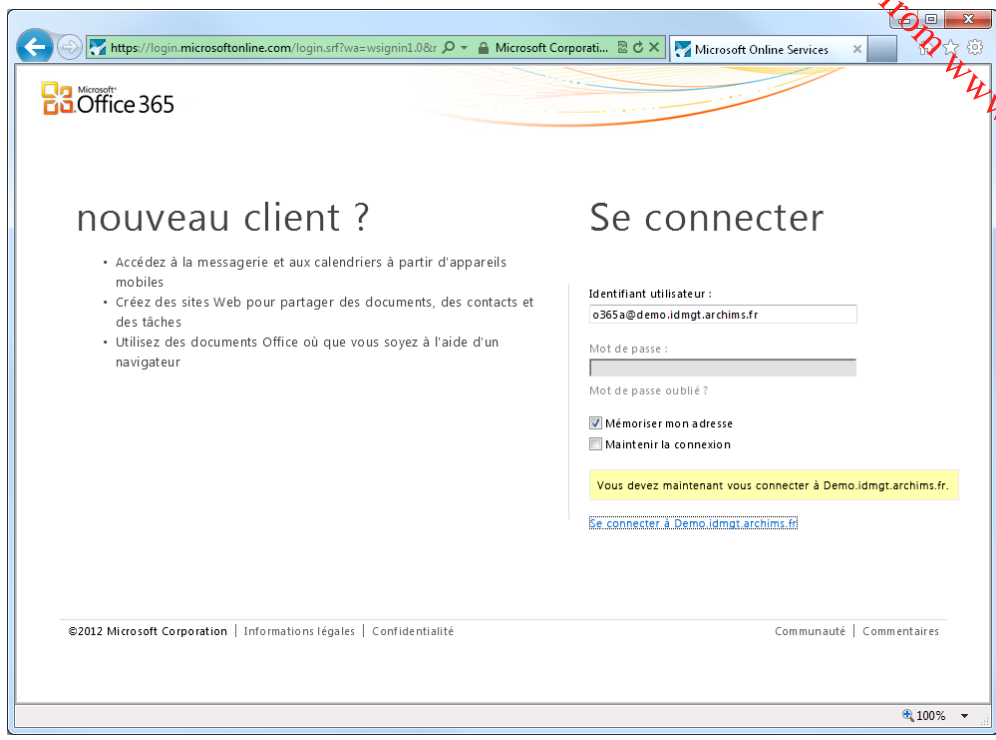 from www
https://login.microsoftonline.com/login.srf?wa=wsignin1.0&r
Microsoft Corporati...
Microsoft Online Services
Microsoft
Office 365
nouveau client ?
• Accédez à la messagerie et aux calendriers à partir d'appareils
mobiles
• Créez des sites Web pour partager des documents, des contacts et
des tâches
• Utilisez des documents Office où que vous soyez à l'aide d'un
navigateur
Se connecter
Identifiant utilisateur :
o365a@demo.idmgt.archims.fr
Mot de passe :
Mot de passe oublié ?
Mémoriser mon adresse
Maintenir la connexion
Vous devez maintenant vous connecter à Demo.idmgt.archims.fr.
Se connecter à Demo.idmgt.archims.fr
©2012 Microsoft Corporation | Informations légales | Confidentialité
Communauté | Commentaires
100%